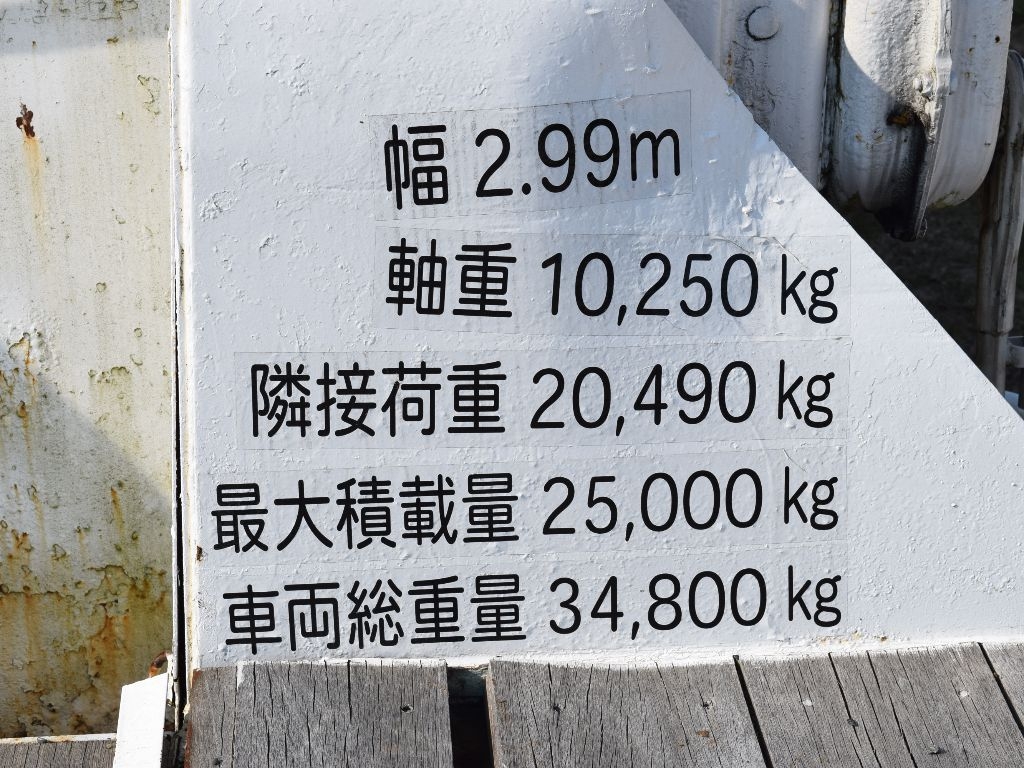 幅 2.99m
軸重 10,250 kg
隣接荷重 20,490 kg
最大積載量 25,000 kg
車両総重量 34,800 kg